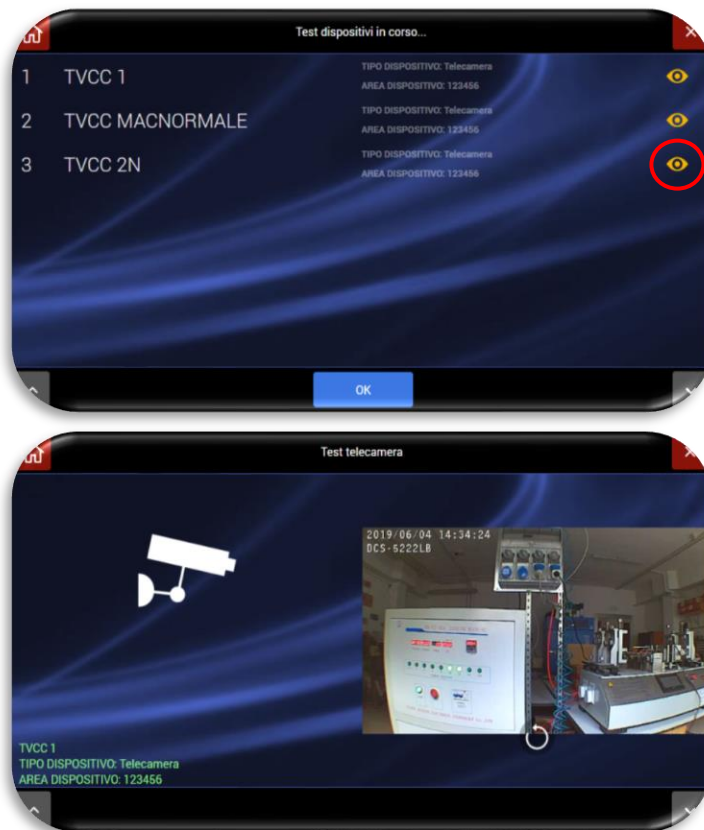 Test dispositivi in corso...
1 TVCC 1 TIPO DISPOSITIVO: Telecamera
AREA DISPOSITIVO: 123456
2 TVCC MACNORMALE TIPO DISPOSITIVO: Telecamera
AREA DISPOSITIVO: 123456
3 TVCC 2N TIPO DISPOSITIVO: Telecamera
AREA DISPOSITIVO: 123456
OK
Test telecamera
2019/06/04 14:34:24
DCS-5222LB
TVCC 1
TIPO DISPOSITIVO: Telecamera
AREA DISPOSITIVO: 123456